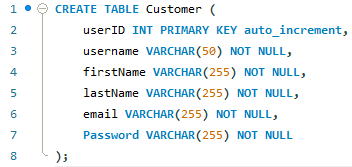 1 CREATE TABLE Customer (
2 userID INT PRIMARY KEY auto_increment,
3 username VARCHAR(50) NOT NULL,
4 firstName VARCHAR(255) NOT NULL,
5 lastName VARCHAR(255) NOT NULL,
6 email VARCHAR(255) NOT NULL,
7 Password VARCHAR(255) NOT NULL
8 );